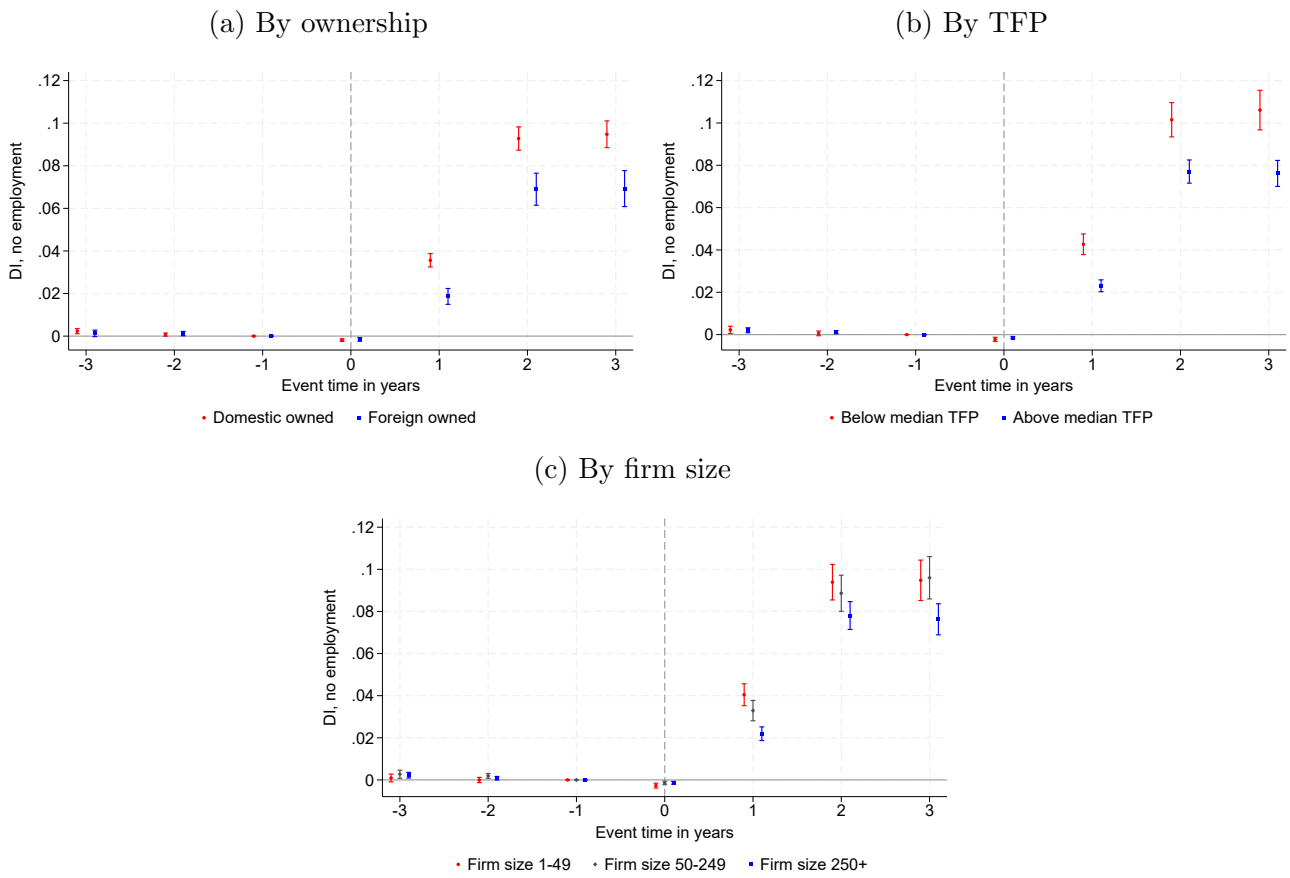 (a) By ownership
DI, no employment
.12
.1
.08
.06
.04
.02
0
-3 -2 -1 0 1 2 3
Event time in years
Domestic owned Foreign owned
(b) By TFP
DI, no employment
.12
.1
.08
.06
.04
.02
0
-3 -2 -1 0 1 2 3
Event time in years
Below median TFP Above median TFP
(c) By firm size
DI, no employment
.12
.1
.08
.06
.04
.02
0
-3 -2 -1 0 1 2 3
Event time in years
Firm size 1-49 Firm size 50-249 Firm size 250+